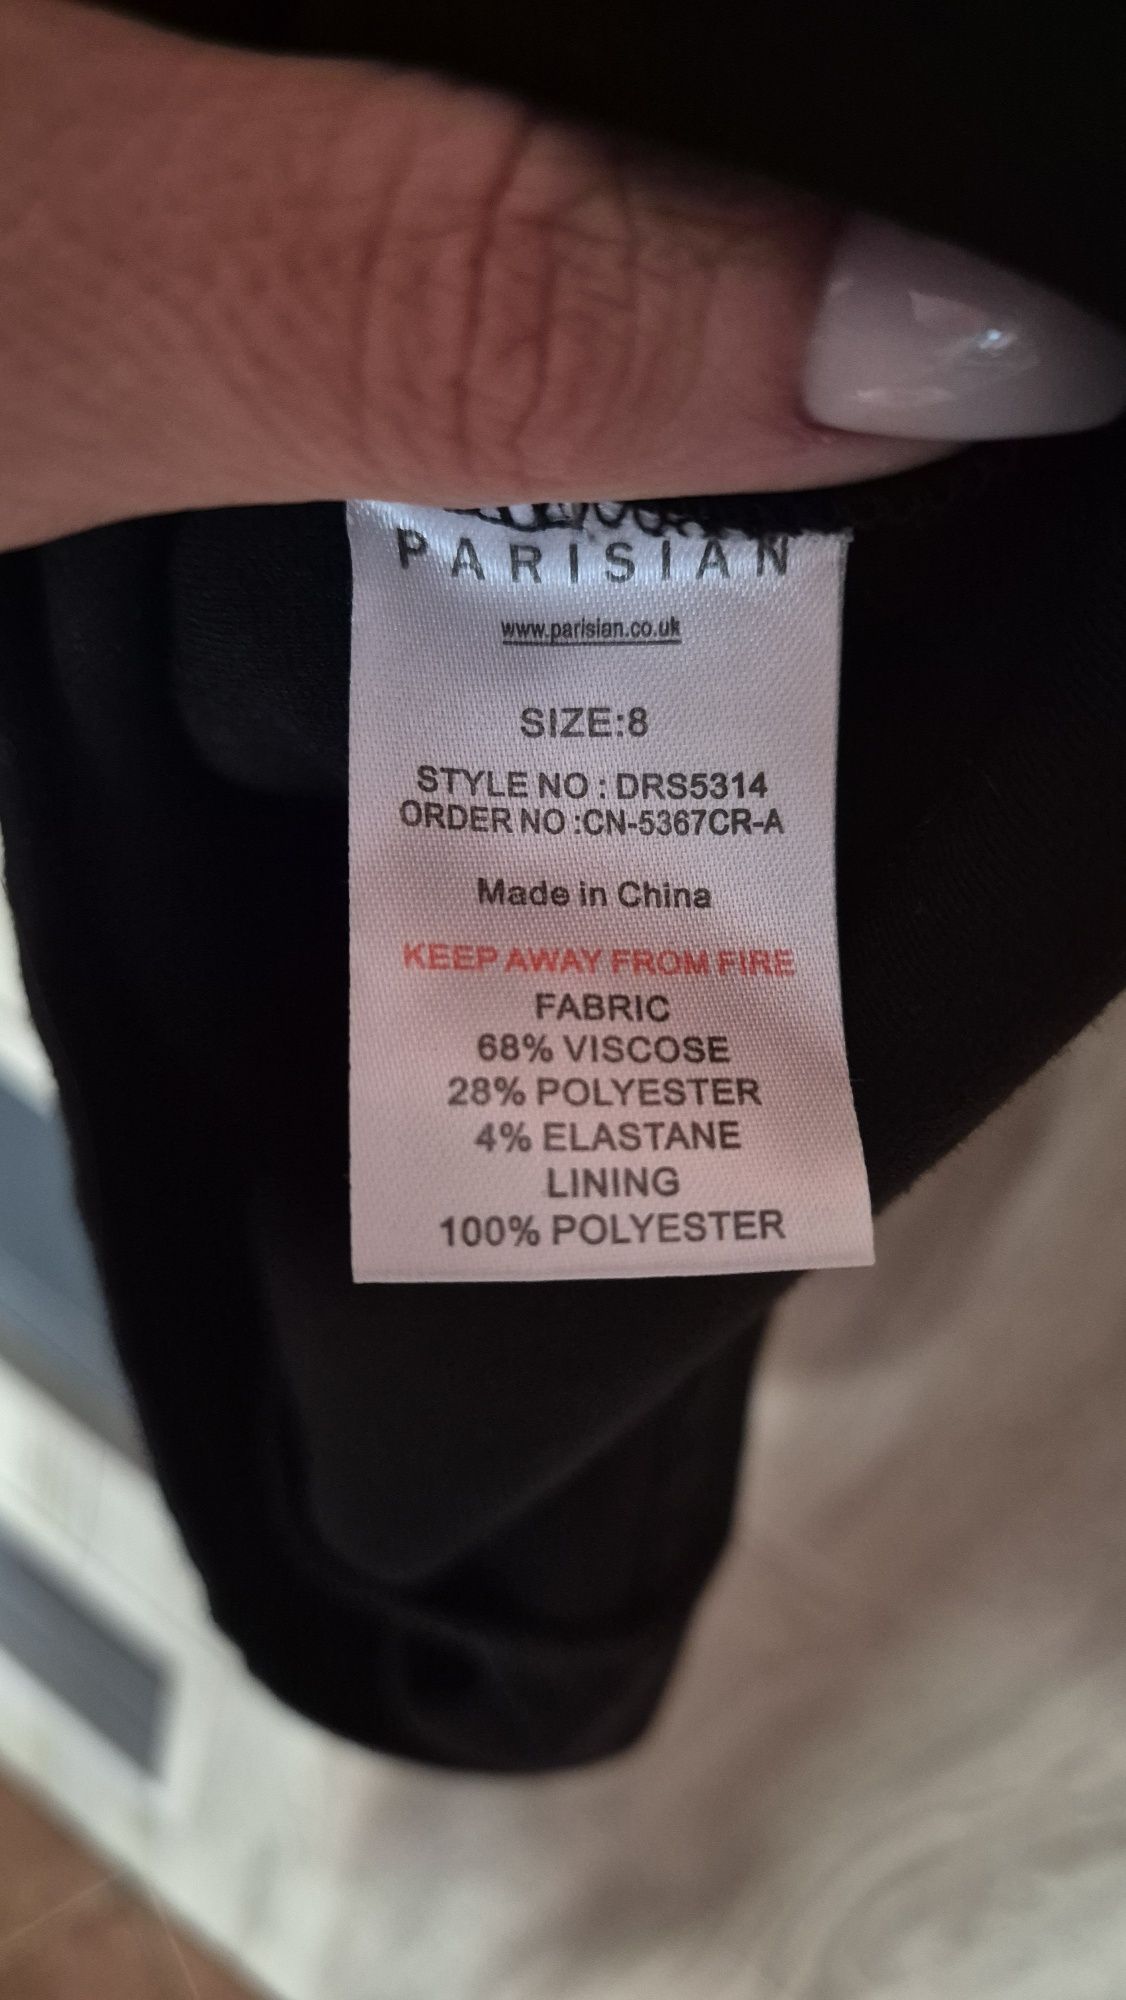 PARISIAN
www.parisian.co.uk
SIZE:8
STYLE NO : DRS5314
ORDER NO :CN-5367CR-A
Made in China
KEEP AWAY FROM FIRE
FABRIC
68% VISCOSE
28% POLYESTER
4% ELASTANE
LINING
100% POLYESTER